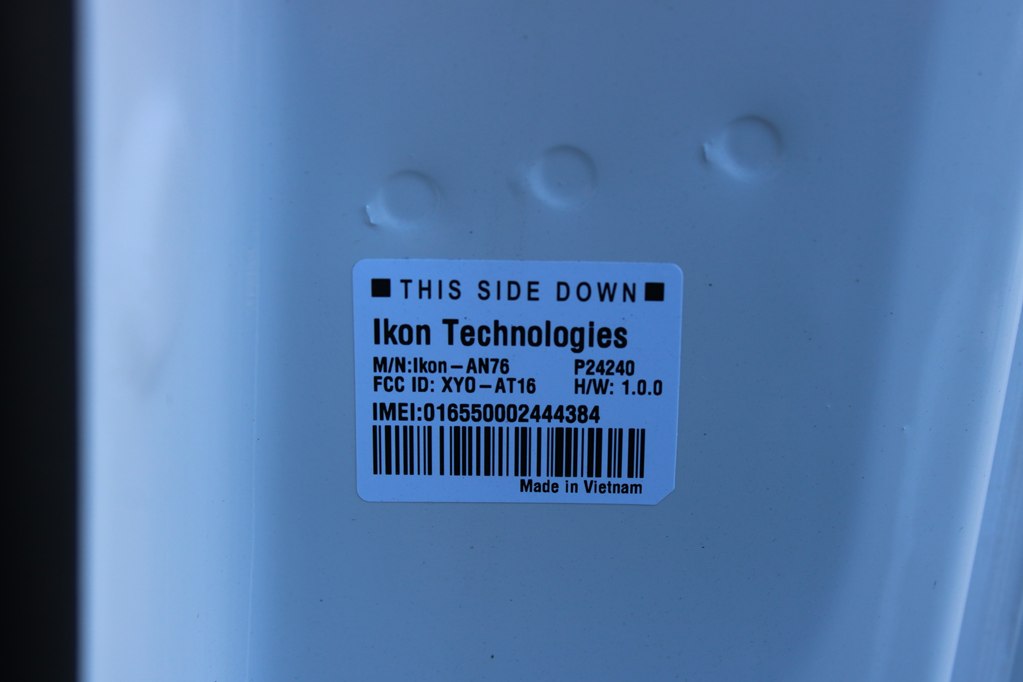 THIS SIDE DOWN
Ikon Technologies
M/N:Ikon-AN76 P24240
FCC ID: XYO-AT16 H/W: 1.0.0
IMEI:016550002444384
Made in Vietnam